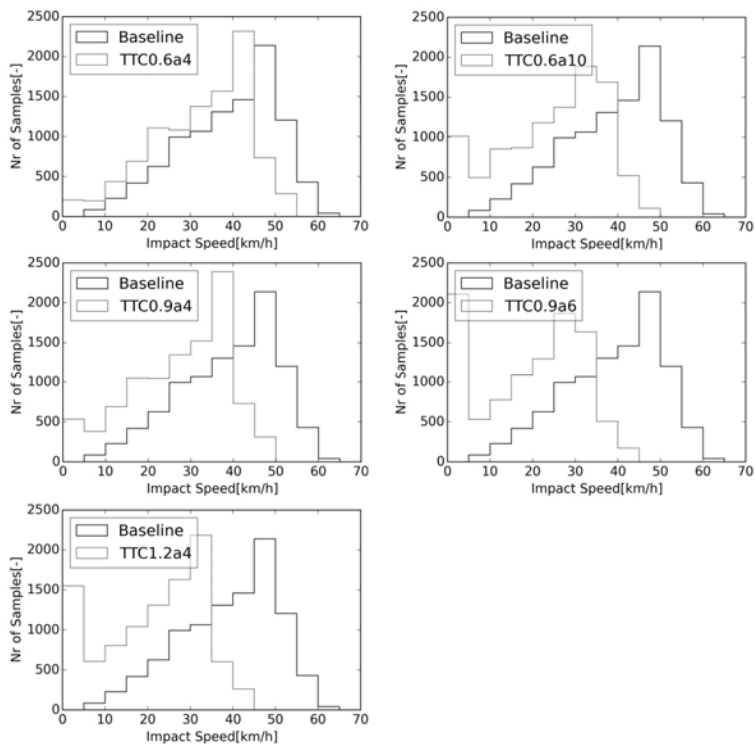 2500
2000
1500
1000
500
0
Nr of Samples[-]
Baseline
TTC0.6a4
0 10 20 30 40 50 60 70
Impact Speed[km/h]
2500
2000
1500
1000
500
0
Nr of Samples[-]
Baseline
TTC0.6a10
0 10 20 30 40 50 60 70
Impact Speed[km/h]
2500
2000
1500
1000
500
0
Nr of Samples[-]
Baseline
TTC0.9a4
0 10 20 30 40 50 60 70
Impact Speed[km/h]
2500
2000
1500
1000
500
0
Nr of Samples[-]
Baseline
TTC0.9a6
0 10 20 30 40 50 60 70
Impact Speed[km/h]
2500
2000
1500
1000
500
0
Nr of Samples[-]
Baseline
TTC1.2a4
0 10 20 30 40 50 60 70
Impact Speed[km/h]